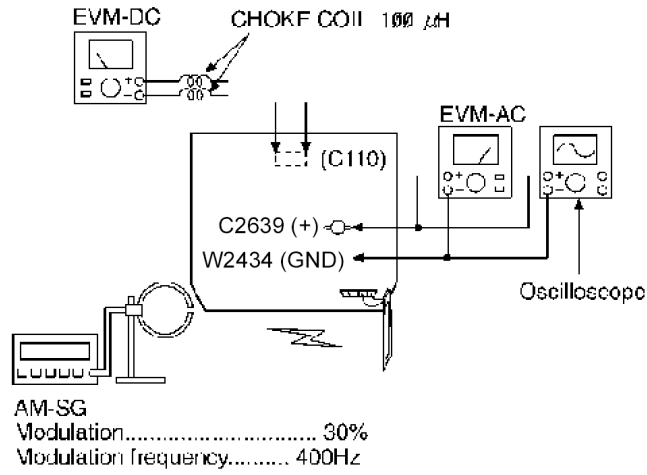 EVM-DC
CHOKE COIL 100 μH
EVM-AC
(C110)
C2639 (+)
W2434 (GND)
Oscilloscope
AM-SG
Modulation.............................. 30%
Modulation frequency.......... 400Hz